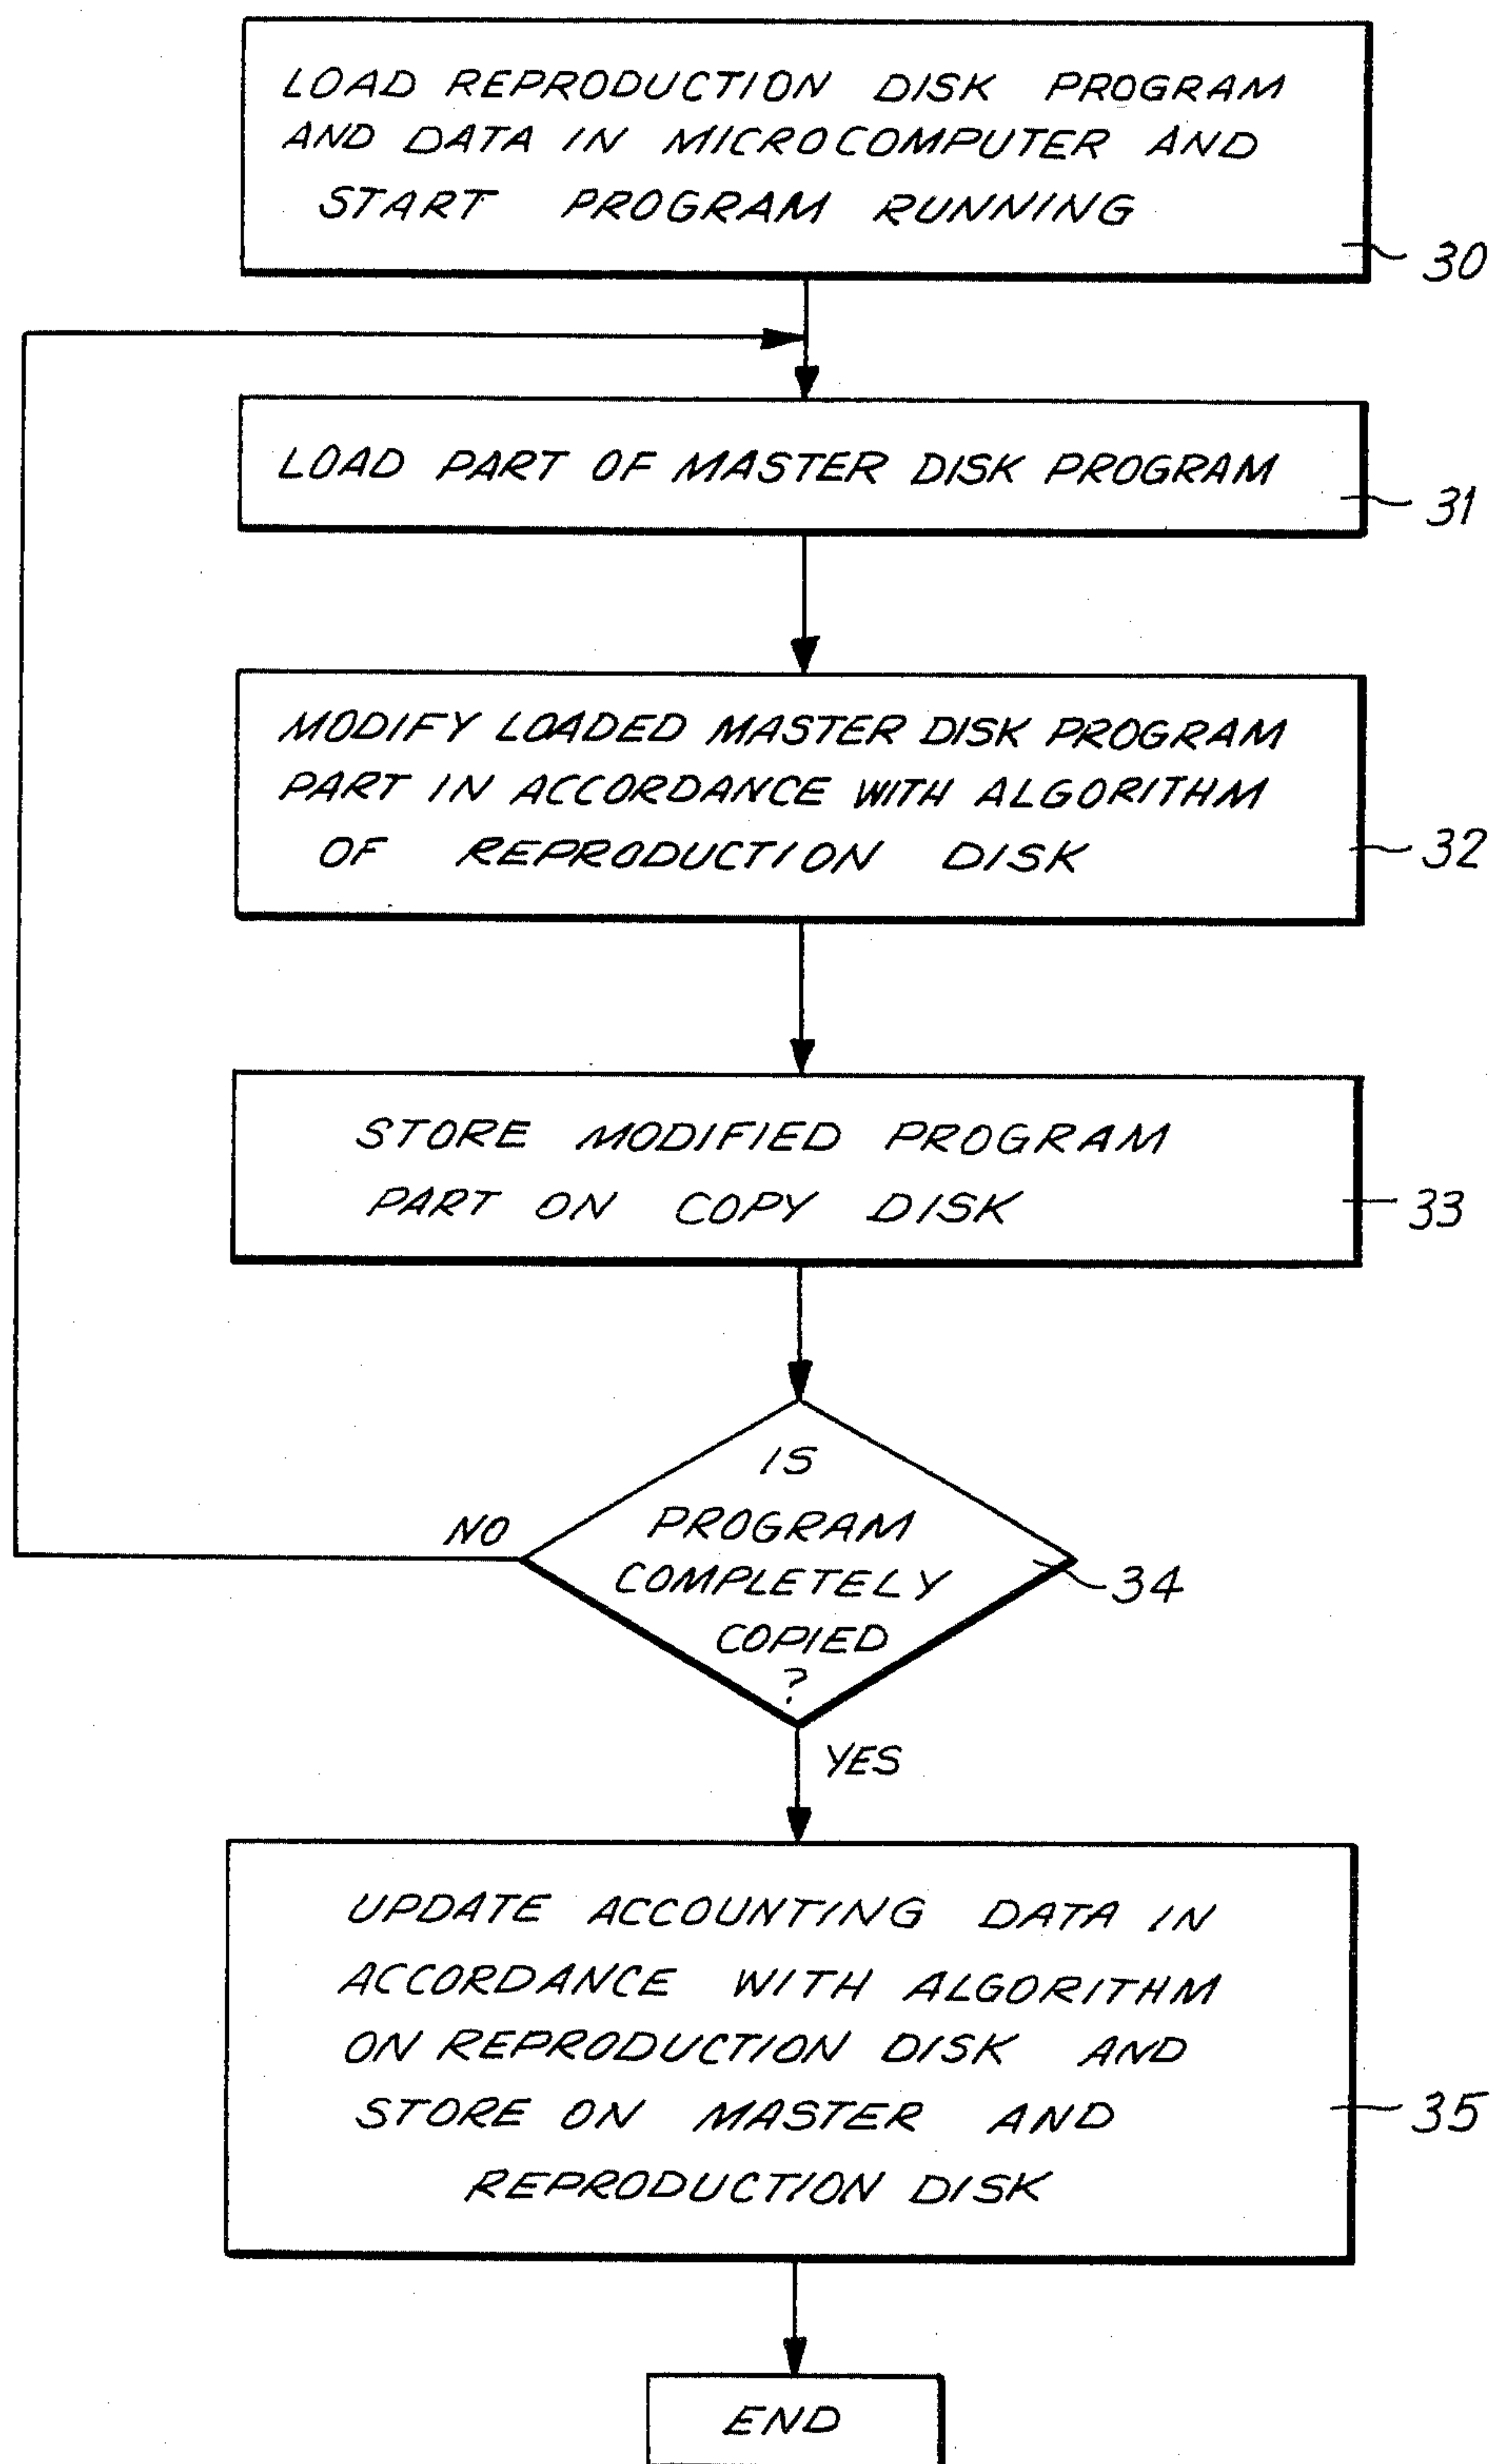 LOAD REPRODUCTION DISK PROGRAM
AND DATA IN MICROCOMPUTER AND
START PROGRAM RUNNING
30
LOAD PART OF MASTER DISK PROGRAM
31
MODIFY LOADED MASTER DISK PROGRAM
PART IN ACCORDANCE WITH ALGORITHM
OF REPRODUCTION DISK
32
STORE MODIFIED PROGRAM
PART ON COPY DISK
33
IS
PROGRAM
COMPLETELY
COPIED
?
NO
34
YES
UPDATE ACCOUNTING DATA IN
ACCORDANCE WITH ALGORITHM
ON REPRODUCTION DISK AND
STORE ON MASTER AND
REPRODUCTION DISK
35
END